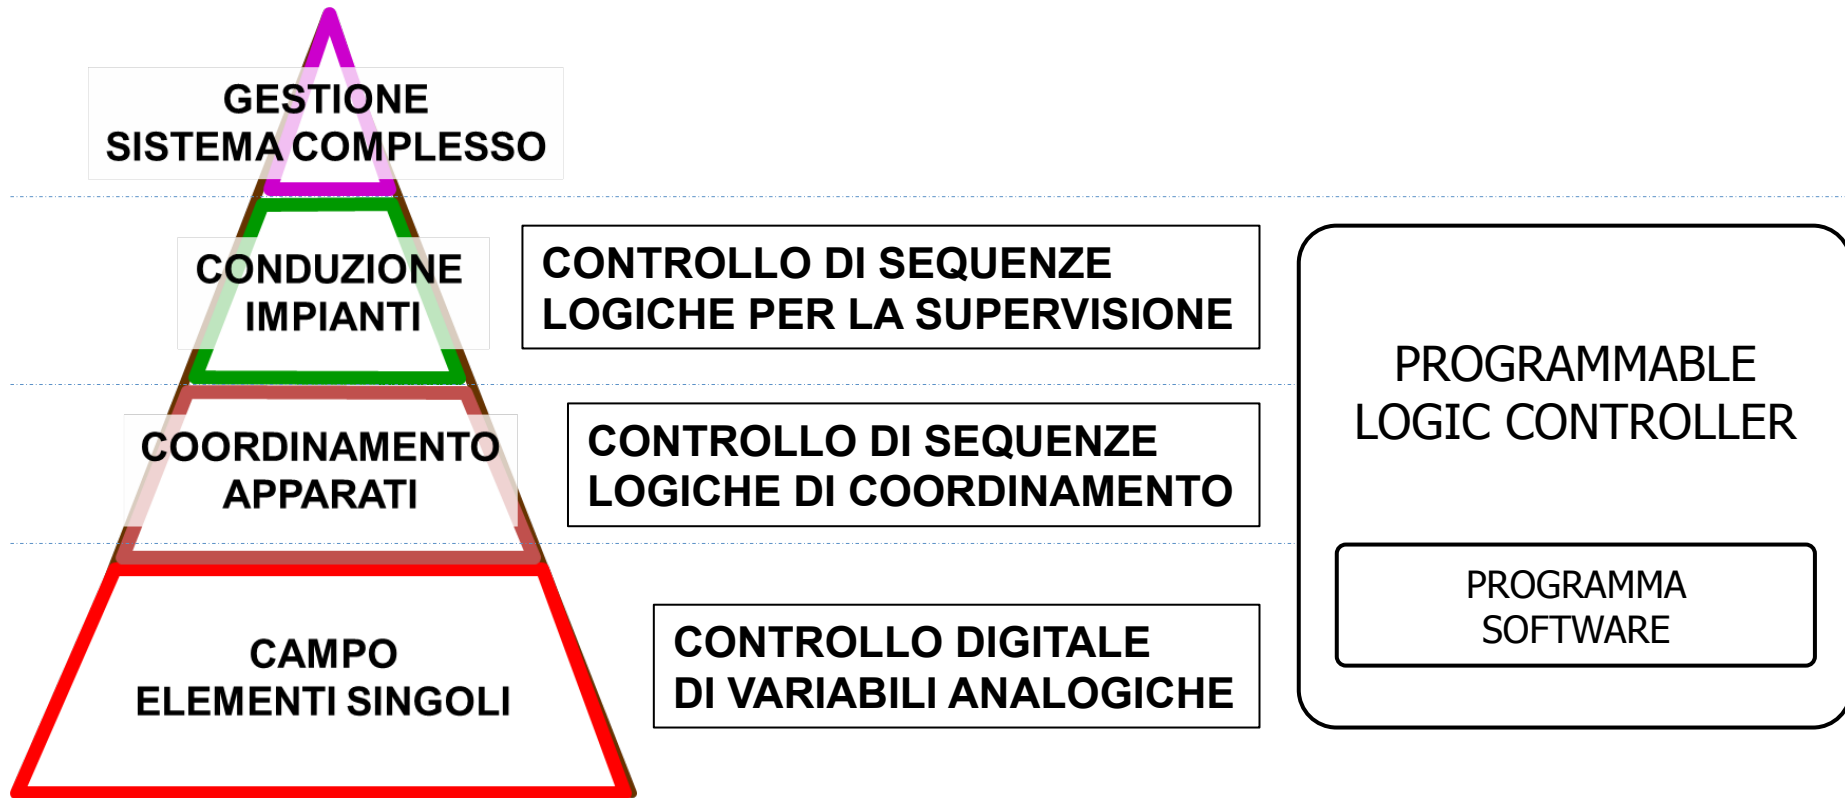 GESTIONE
SISTEMA COMPLESSO
CONDUZIONE
IMPIANTI
CONTROLLO DI SEQUENZE
LOGICHE PER LA SUPERVISIONE
COORDINAMENTO
APPARATI
CONTROLLO DI SEQUENZE
LOGICHE DI COORDINAMENTO
CAMPO
ELEMENTI SINGOLI
CONTROLLO DIGITALE
DI VARIABILI ANALOGICHE
PROGRAMMABLE
LOGIC CONTROLLER
PROGRAMMA
SOFTWARE